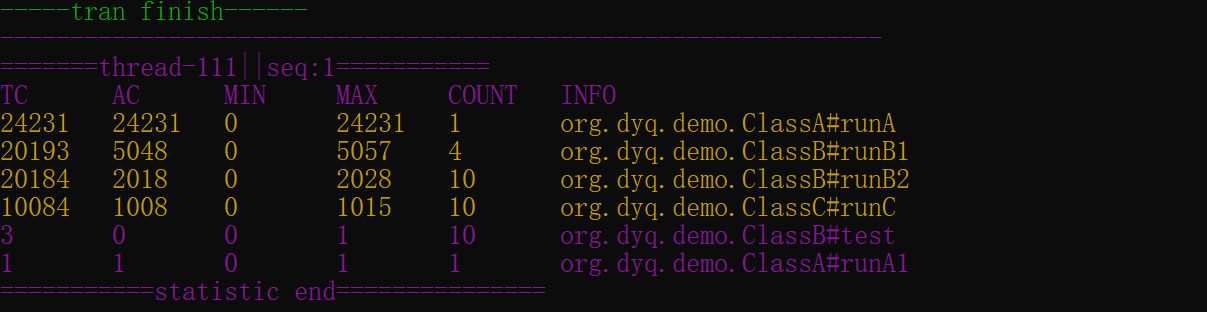 -----tran finish------
---------------------------------------------------------------
=======thread-111||seq:1===========
TC AC MIN MAX COUNT INFO
24231 24231 0 24231 1 org.dyq.demo.ClassA#runA
20193 5048 0 5057 4 org.dyq.demo.ClassB#runB1
20184 2018 0 2028 10 org.dyq.demo.ClassB#runB2
10084 1008 0 1015 10 org.dyq.demo.ClassC#runC
3 0 0 1 10 org.dyq.demo.ClassB#test
1 1 0 1 1 org.dyq.demo.ClassA#runA1
===========statistic end===============